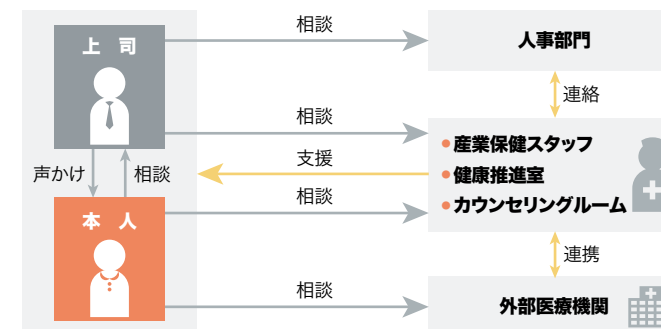 上 司
相談
人事部門
連絡
相談
・産業保健スタッフ
支援
・健康推進室
声かけ
相談
相談
・カウンセリングルーム
本 人
連携
相談
外部医療機関